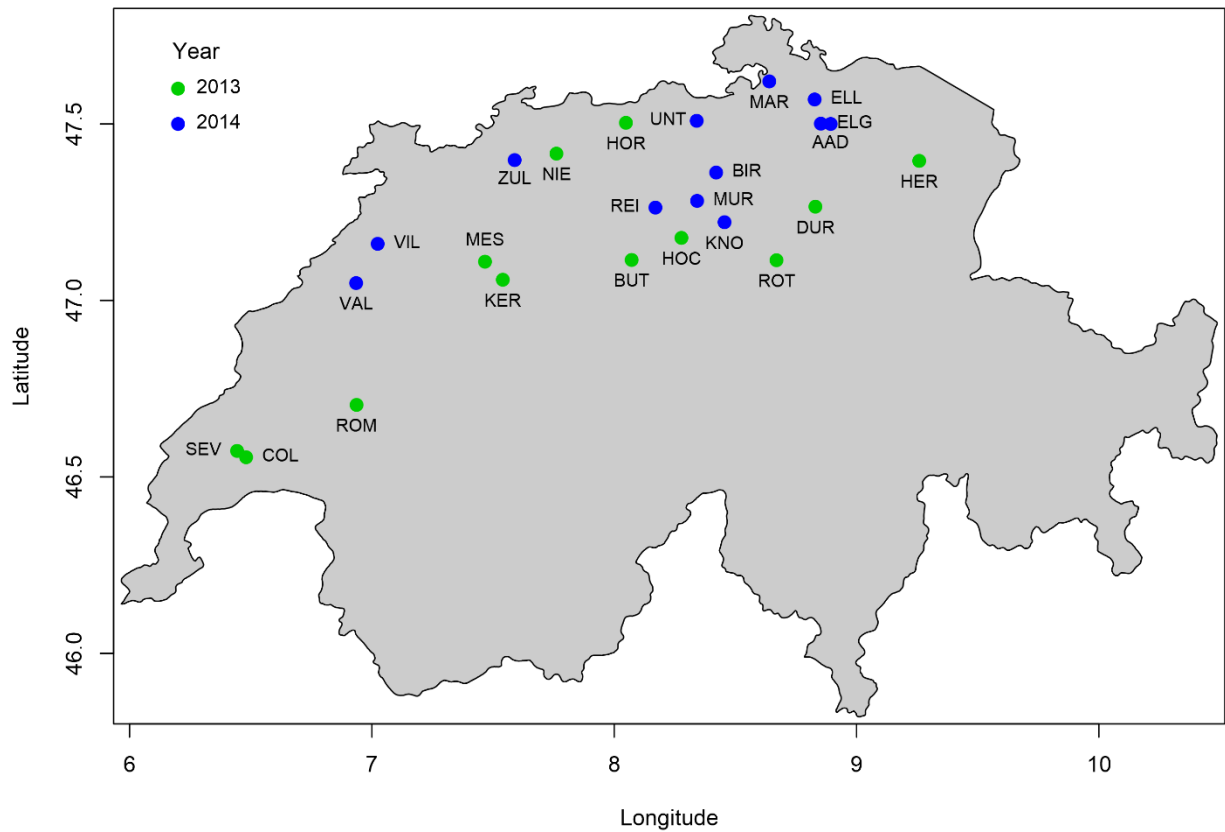 Year
2013
2014
MAR
ELL
UNT
ELG
HOR
AAD
NIE
ZUL
BIR
HER
REI
MUR
DUR
KNO
MES
VIL
HOC
BUT
ROT
KER
VAL
ROM
SEV
COL
47.5
47.0
46.5
46.0
Latitude
6
7
8
9
10
Longitude